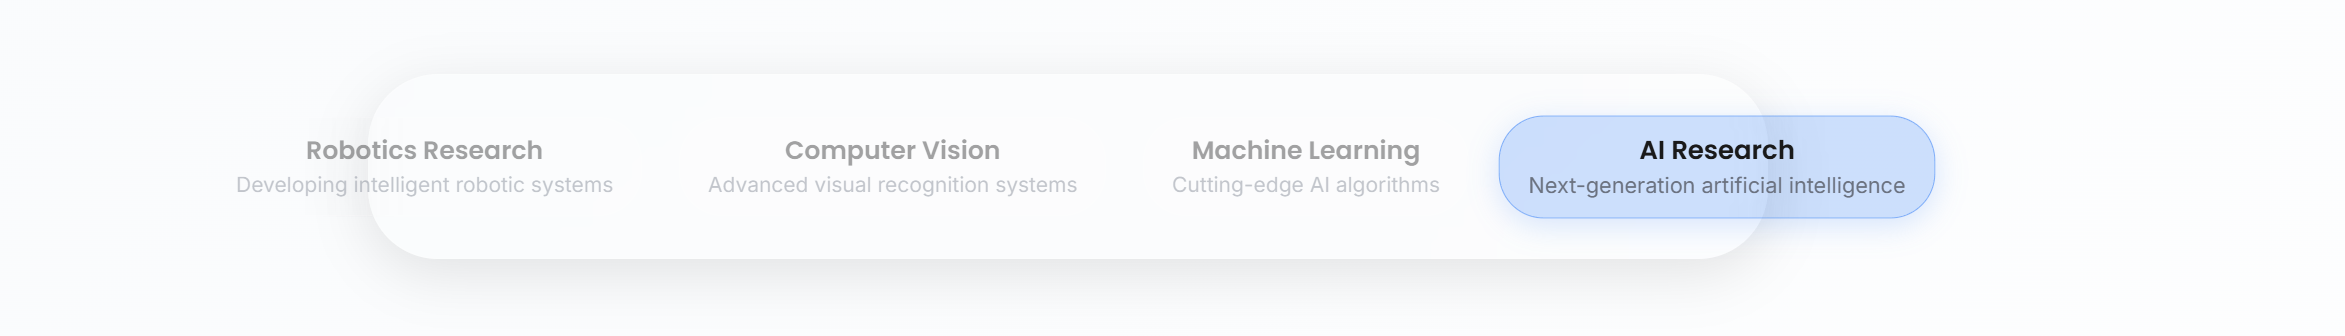 Robotics Research
Developing intelligent robotic systems
Computer Vision
Advanced visual recognition systems
Machine Learning
Cutting-edge AI algorithms
AI Research
Next-generation artificial intelligence